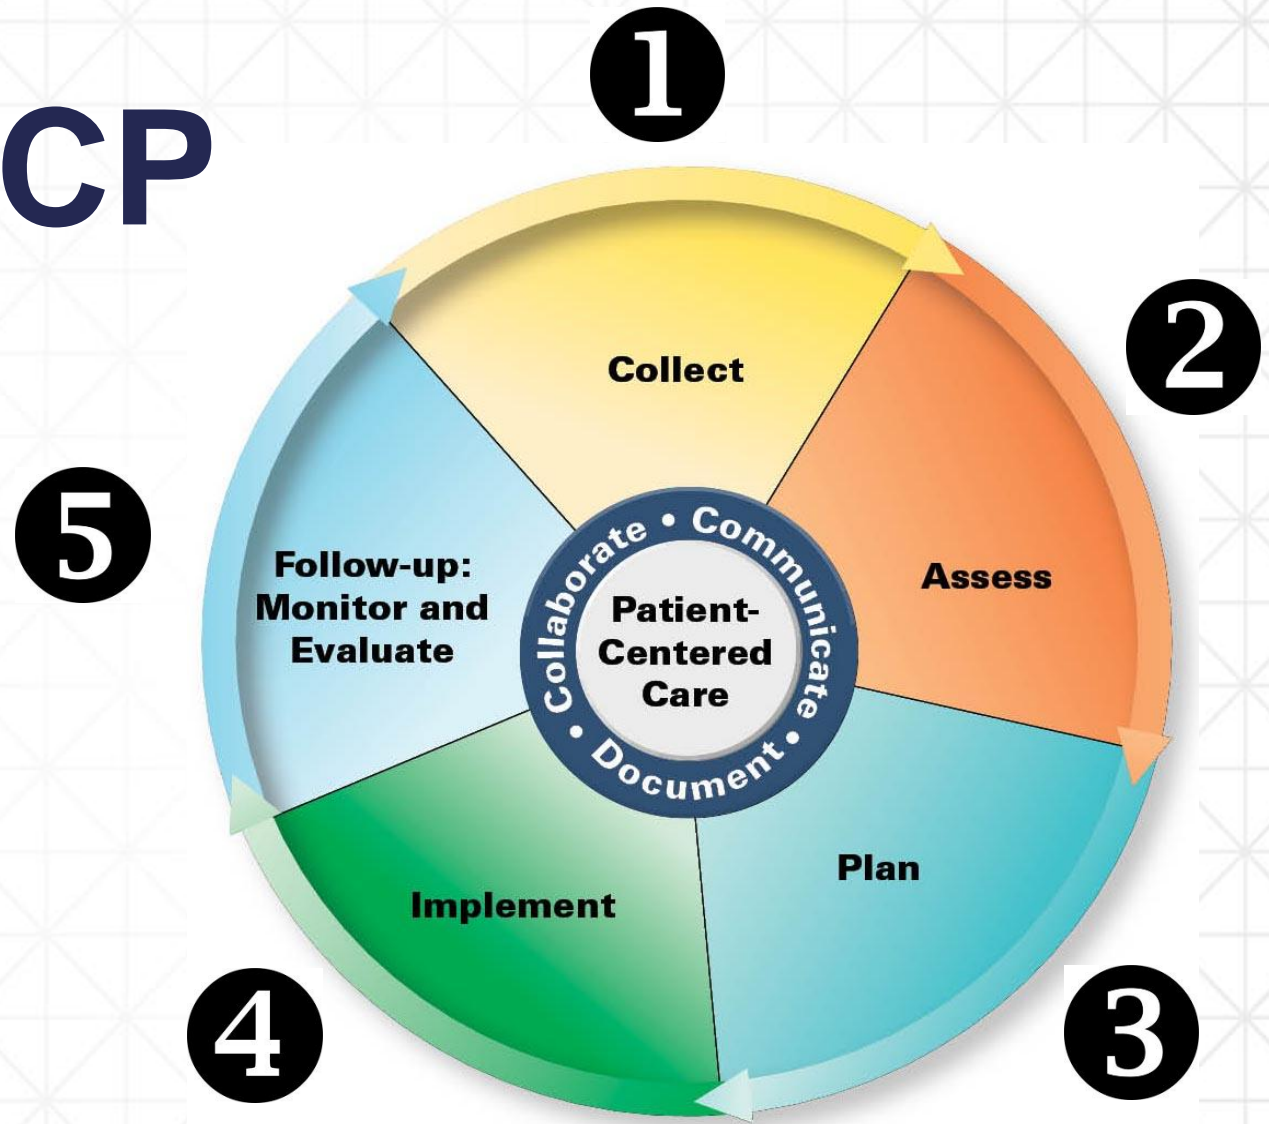 1
CP
Collect
2
Assess
5
Follow-up:
Monitor and
Evaluate
Collaborate • Communicate • Document •
Patient-
Centered
Care
Plan
Implement
4
3